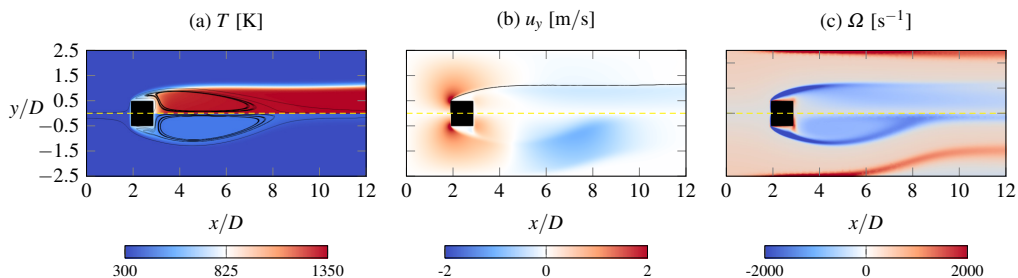 (a) T [K]
(b) u_y [m/s]
(c) Ω [s⁻¹]
y/D
2.5
1.5
0.5
−0.5
−1.5
−2.5
0 2 4 6 8 10 12
0 2 4 6 8 10 12
0 2 4 6 8 10 12
x/D
x/D
x/D
300 825 1350
-2 0 2
-2000 0 2000